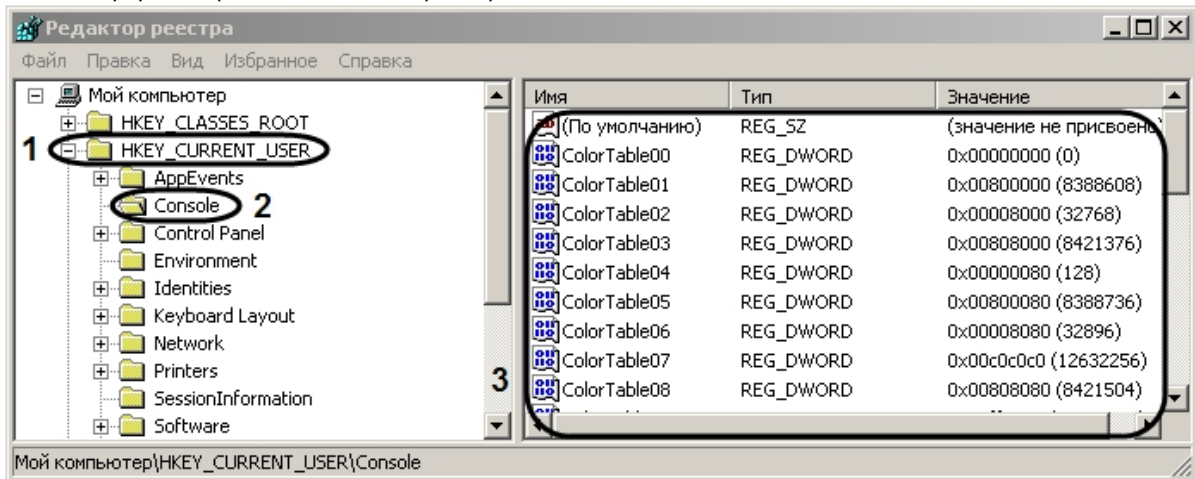 Редактор реестра
Файл Правка Вид Избранное Справка
Мой компьютер
HKEY_CLASSES_ROOT
1 HKEY_CURRENT_USER
AppEvents
Console 2
Control Panel
Environment
Identities
Keyboard Layout
Network
Printers
SessionInformation
Software
3
Имя Тип Значение
(По умолчанию) REG_SZ (значение не присвоено)
ColorTable00 REG_DWORD 0x00000000 (0)
ColorTable01 REG_DWORD 0x00800000 (8388608)
ColorTable02 REG_DWORD 0x00008000 (32768)
ColorTable03 REG_DWORD 0x00808000 (8421376)
ColorTable04 REG_DWORD 0x00000080 (128)
ColorTable05 REG_DWORD 0x00800080 (8388736)
ColorTable06 REG_DWORD 0x00008080 (32896)
ColorTable07 REG_DWORD 0x00c0c0c0 (12632256)
ColorTable08 REG_DWORD 0x00808080 (8421504)
Мой компьютер\HKEY_CURRENT_USER\Console